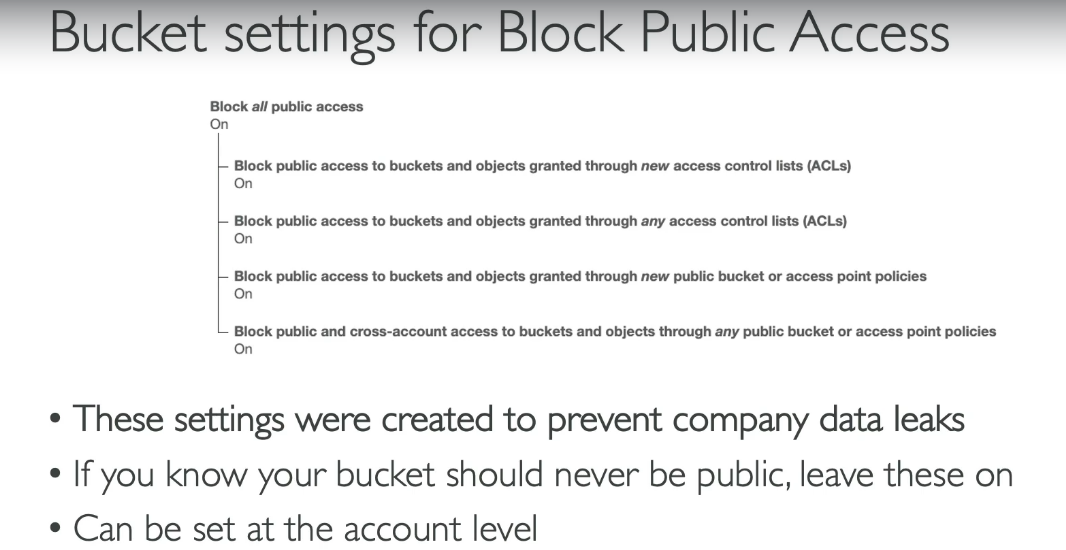 Bucket settings for Block Public Access
Block all public access
On
Block public access to buckets and objects granted through new access control lists (ACLs)
On
Block public access to buckets and objects granted through any access control lists (ACLs)
On
Block public access to buckets and objects granted through new public bucket or access point policies
On
Block public and cross-account access to buckets and objects through any public bucket or access point policies
On
• These settings were created to prevent company data leaks
• If you know your bucket should never be public, leave these on
• Can be set at the account level